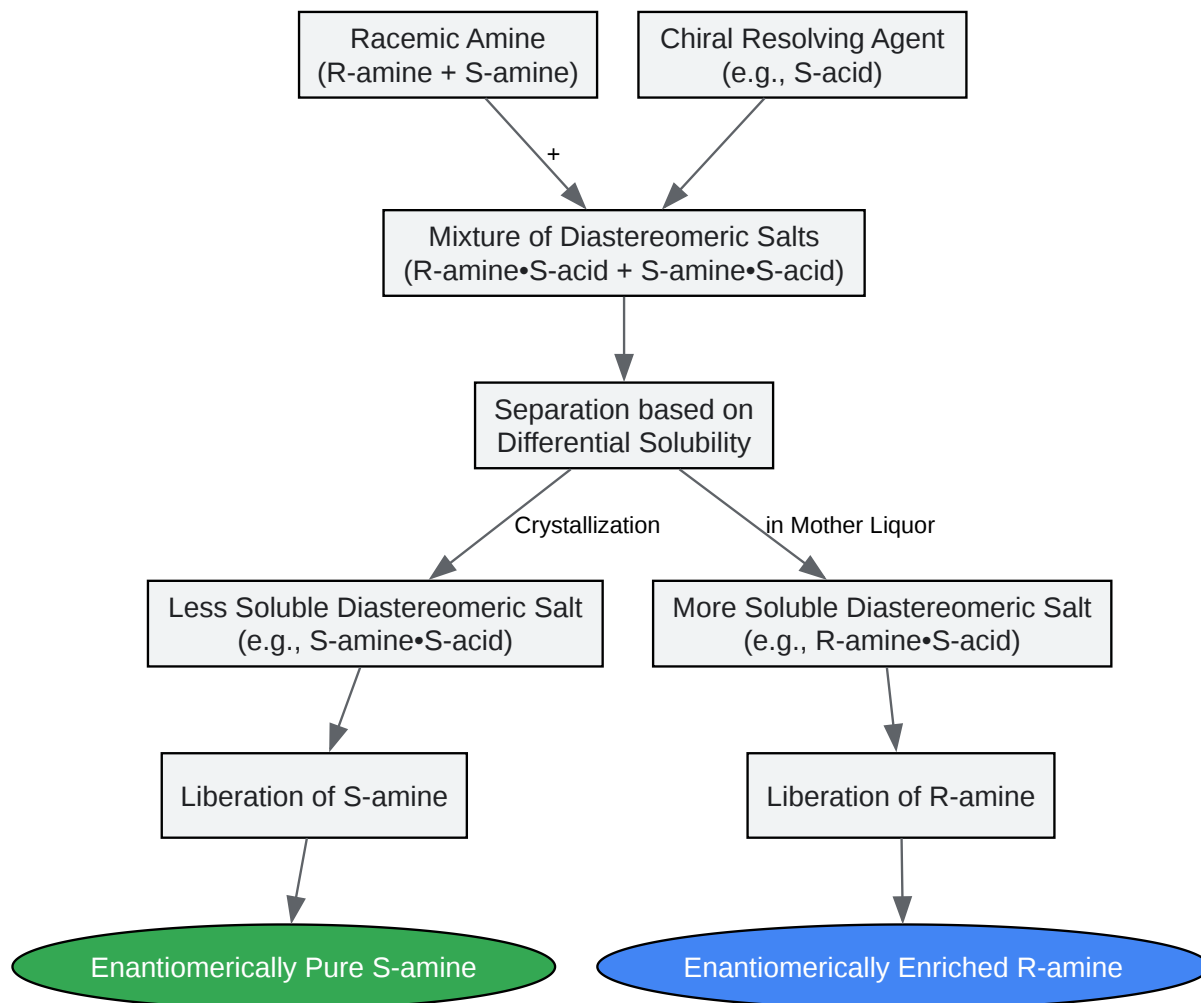 Racemic Amine
(R-amine + S-amine)
Chiral Resolving Agent
(e.g., S-acid)
+
Mixture of Diastereomeric Salts
(R-amine•S-acid + S-amine•S-acid)
Separation based on
Differential Solubility
Crystallization
in Mother Liquor
Less Soluble Diastereomeric Salt
(e.g., S-amine•S-acid)
More Soluble Diastereomeric Salt
(e.g., R-amine•S-acid)
Liberation of S-amine
Liberation of R-amine
Enantiomerically Pure S-amine
Enantiomerically Enriched R-amine